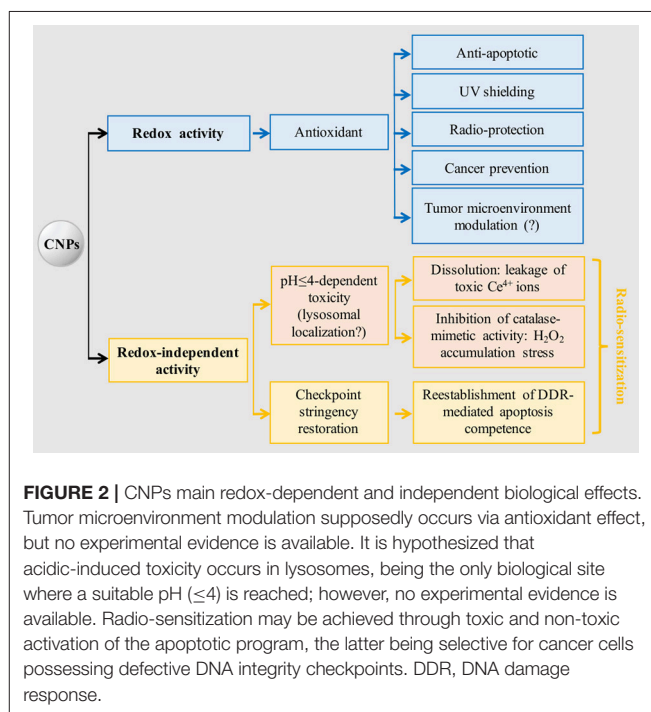 Anti-apoptotic
UV shielding
Redox activity
Antioxidant
Radio-protection
Cancer prevention
Tumor microenvironment
modulation (?)
CNPs
pH≤4-dependent
toxicity
(lysosomal
localization?)
Dissolution: leakage of
toxic Ce⁴⁺ ions
Inhibition of catalase-
mimetic activity: H₂O₂
accumulation stress
Redox-independent
activity
Checkpoint
stringency
restoration
Reestablishment of DDR-
mediated apoptosis
competence
Radio-sensitization
FIGURE 2 | CNPs main redox-dependent and independent biological effects.
Tumor microenvironment modulation supposedly occurs via antioxidant effect,
but no experimental evidence is available. It is hypothesized that
acidic-induced toxicity occurs in lysosomes, being the only biological site
where a suitable pH (≤4) is reached; however, no experimental evidence is
available. Radio-sensitization may be achieved through toxic and non-toxic
activation of the apoptotic program, the latter being selective for cancer cells
possessing defective DNA integrity checkpoints. DDR, DNA damage
response.